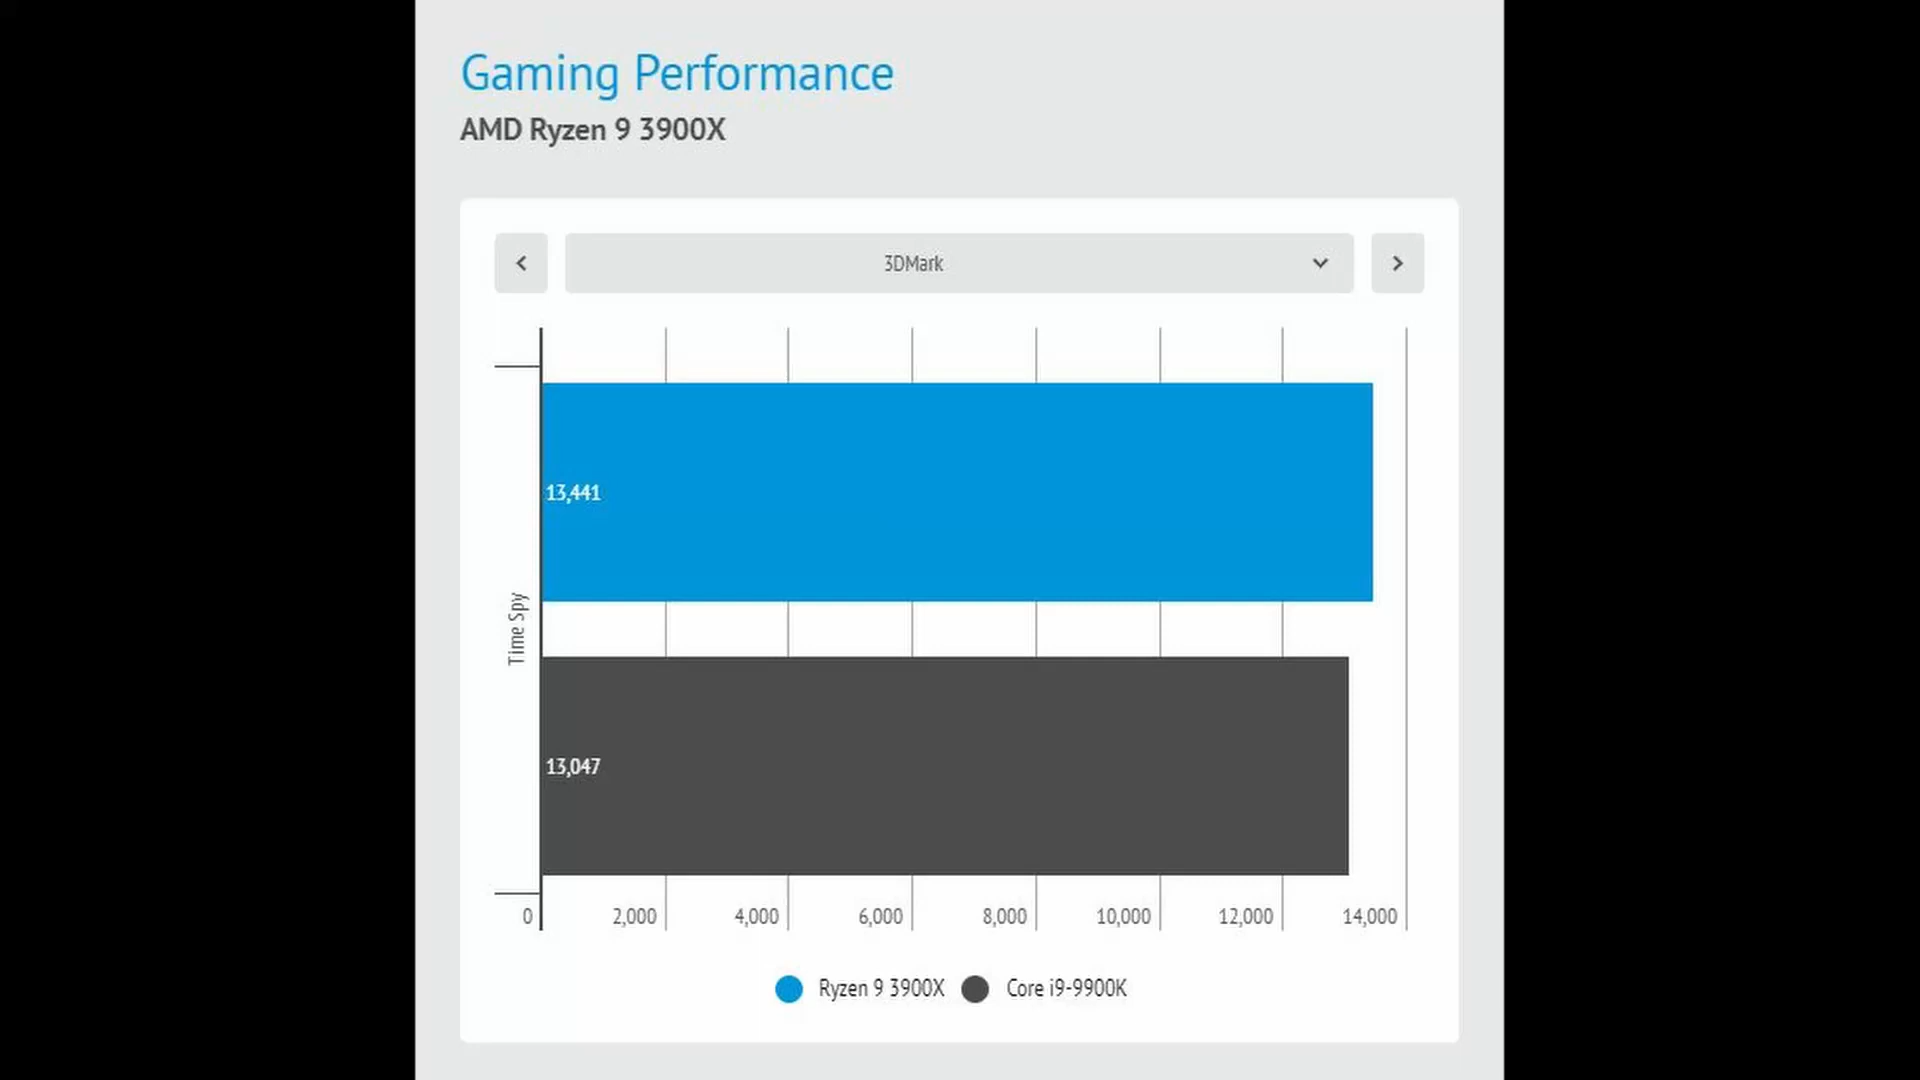 Gaming Performance
AMD Ryzen 9 3900X
3DMark
13,441
Time Spy
13,047
0 2,000 4,000 6,000 8,000 10,000 12,000 14,000
Ryzen 9 3900X Core i9-9900K